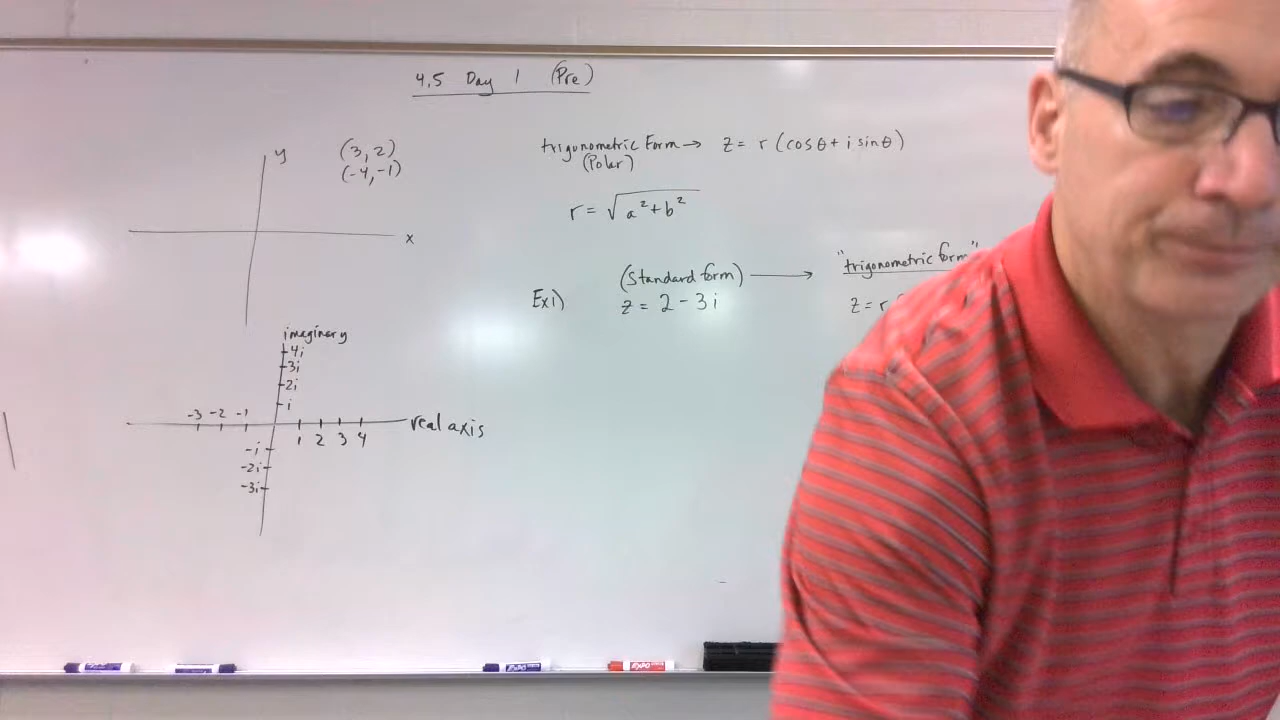 4.5 Day 1 (Pre)
y
(3, 2)
(-4, -1)
x
imaginary
4i
3i
2i
i
-3 -2 -1
real axis
1 2 3 4
-i
-2i
-3i
trigonometric Form → z = r (cos θ + i sin θ)
(Polar)
r = √a²+b²
(Standard form) → "trigonometric form"
Ex1) z = 2 - 3i z = r
EXPO
EXPO